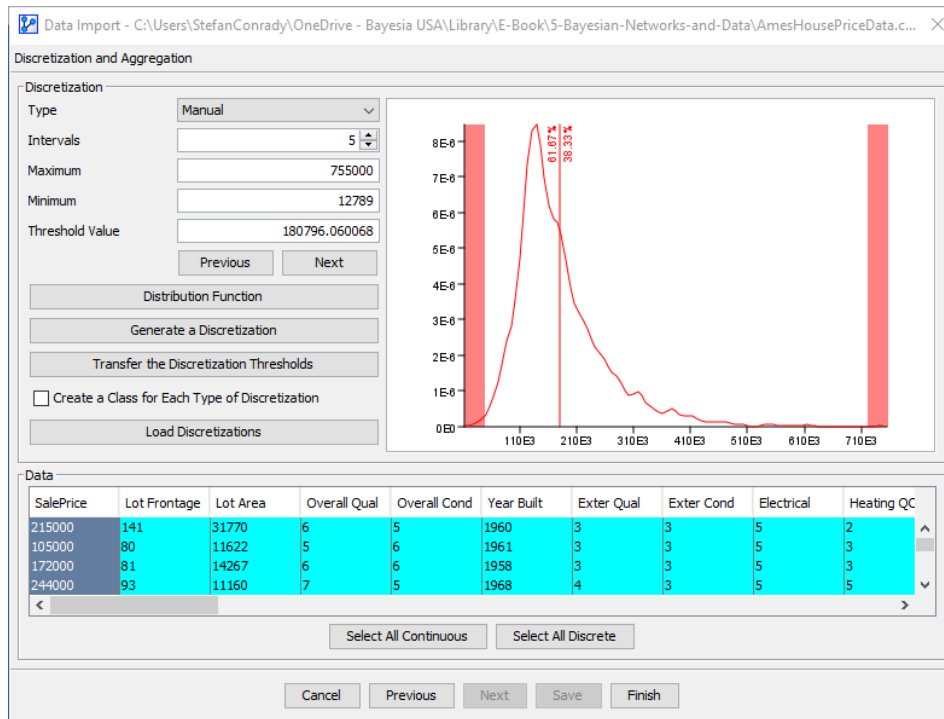 Data Import - C:\Users\StefanConrady\OneDrive - Bayesia USA\Library\E-Book\5-Bayesian-Networks-and-Data\AmesHousePriceData.c...
Discretization and Aggregation
Discretization
Type Manual
Intervals 5
Maximum 755000
Minimum 12789
Threshold Value 180796.060068
Previous Next
Distribution Function
Generate a Discretization
Transfer the Discretization Thresholds
Create a Class for Each Type of Discretization
Load Discretizations
61.67%
38.33%
8E-6
7E-6
6E-6
5E-6
4E-6
3E-6
2E-6
1E-6
0E0
110E3 210E3 310E3 410E3 510E3 610E3 710E3
Data
SalePrice Lot Frontage Lot Area Overall Qual Overall Cond Year Built Exter Qual Exter Cond Electrical Heating QC
215000 141 31770 6 5 1960 3 3 5 2
105000 80 11622 5 6 1961 3 3 5 3
172000 81 14267 6 6 1958 3 3 5 3
244000 93 11160 7 5 1968 4 3 5 5
Select All Continuous Select All Discrete
Cancel Previous Next Save Finish